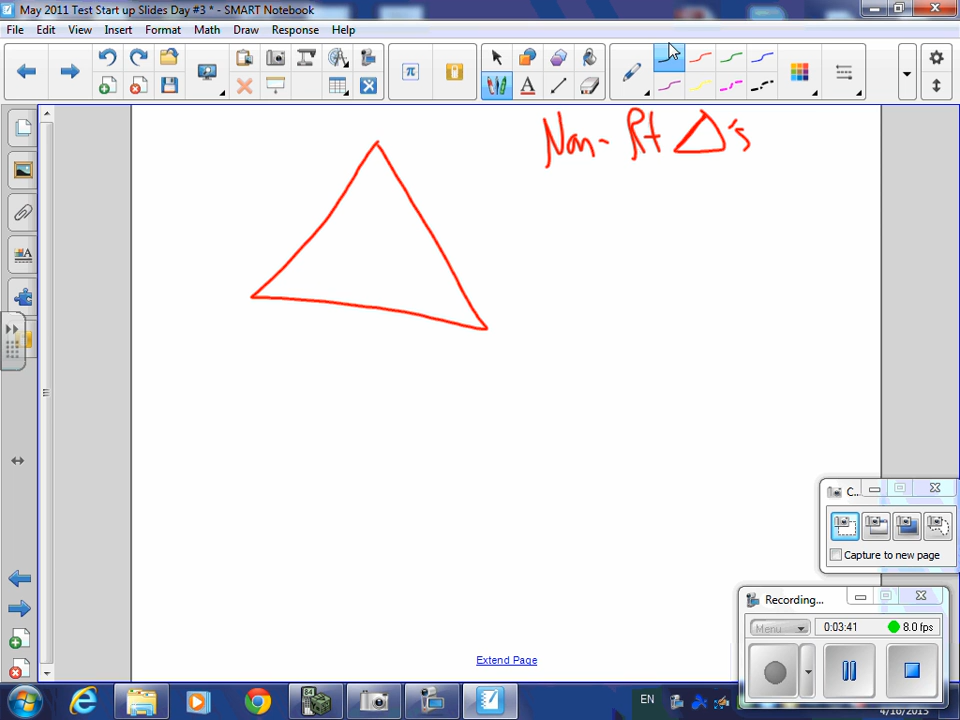 May 2011 Test Start up Slides Day #3 * - SMART Notebook
File Edit View Insert Format Math Draw Response Help
π
A
Non- Rt △'s
C...
Capture to new page
Recording...
Menu
0:03:41
8.0 fps
Extend Page
EN
4/10/2013